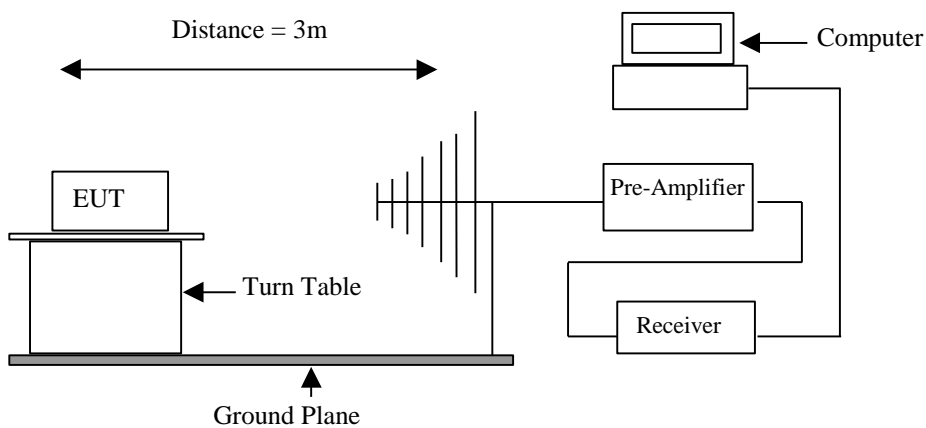 Distance = 3m
Computer
EUT
Pre-Amplifier
Turn Table
Receiver
Ground Plane